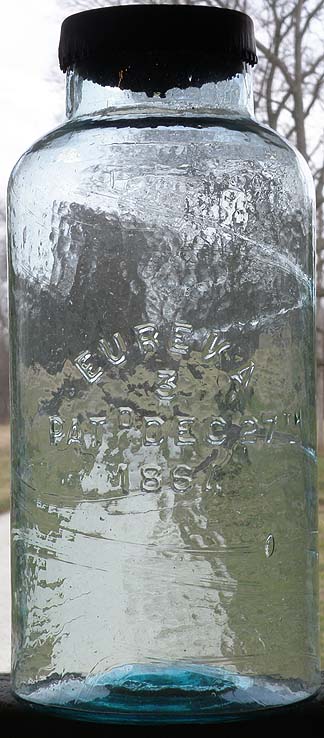 EUREKA
3
PATD DEC 27TH
1864